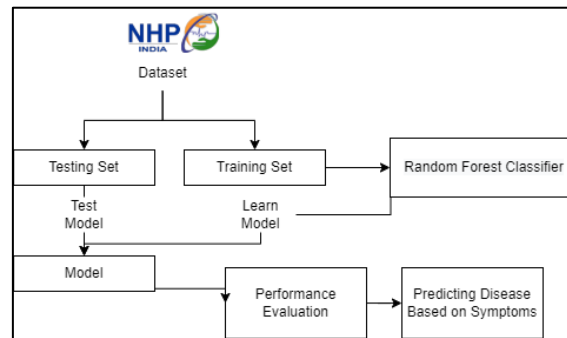 NHP
INDIA
Dataset
Testing Set
Training Set
Random Forest Classifier
Test
Model
Learn
Model
Model
Performance
Evaluation
Predicting Disease
Based on Symptoms